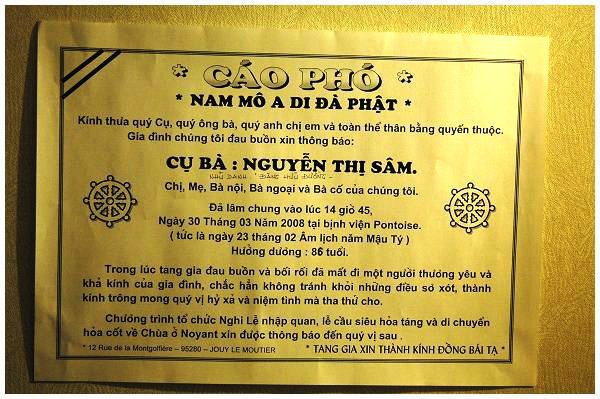 * CÁO PHÓ *
* NAM MÔ A DI ĐÀ PHẬT *
Kính thưa quý Cụ, quý ông bà, quý anh chị em và toàn thể thân bằng quyến thuộc.
Gia đình chúng tôi đau buồn xin thông báo:
CỤ BÀ : NGUYỄN THỊ SÂM.
NHŨ DANH " ĐẶNG HỮU ĐƯỜNG -
Chị, Mẹ, Bà nội, Bà ngoại và Bà cố của chúng tôi.
Đã lâm chung vào lúc 14 giờ 45,
Ngày 30 Tháng 03 Năm 2008 tại bịnh viện Pontoise.
( tức là ngày 23 tháng 02 Âm lịch năm Mậu Tý )
Hưởng dương : 86 tuổi.
Trong lúc tang gia đau buồn và bối rối đã mất đi một người thương yêu và
khả kính của gia đình, chắc hẳn không tránh khỏi những điều sơ xót, thành
kính trông mong quý vị hỷ xả và niệm tình mà tha thứ cho.
Chương trình tổ chức Nghi Lễ nhập quan, lễ cầu siêu hỏa táng và di chuyển
hỏa cốt về Chùa ở Noyant xin được thông báo đến quý vị sau .
* 12 Rue de la Montgolfière – 95280 – JOUY LE MOUTIER * TANG GIA XIN THÀNH KÍNH ĐỒNG BÁI TẠ *